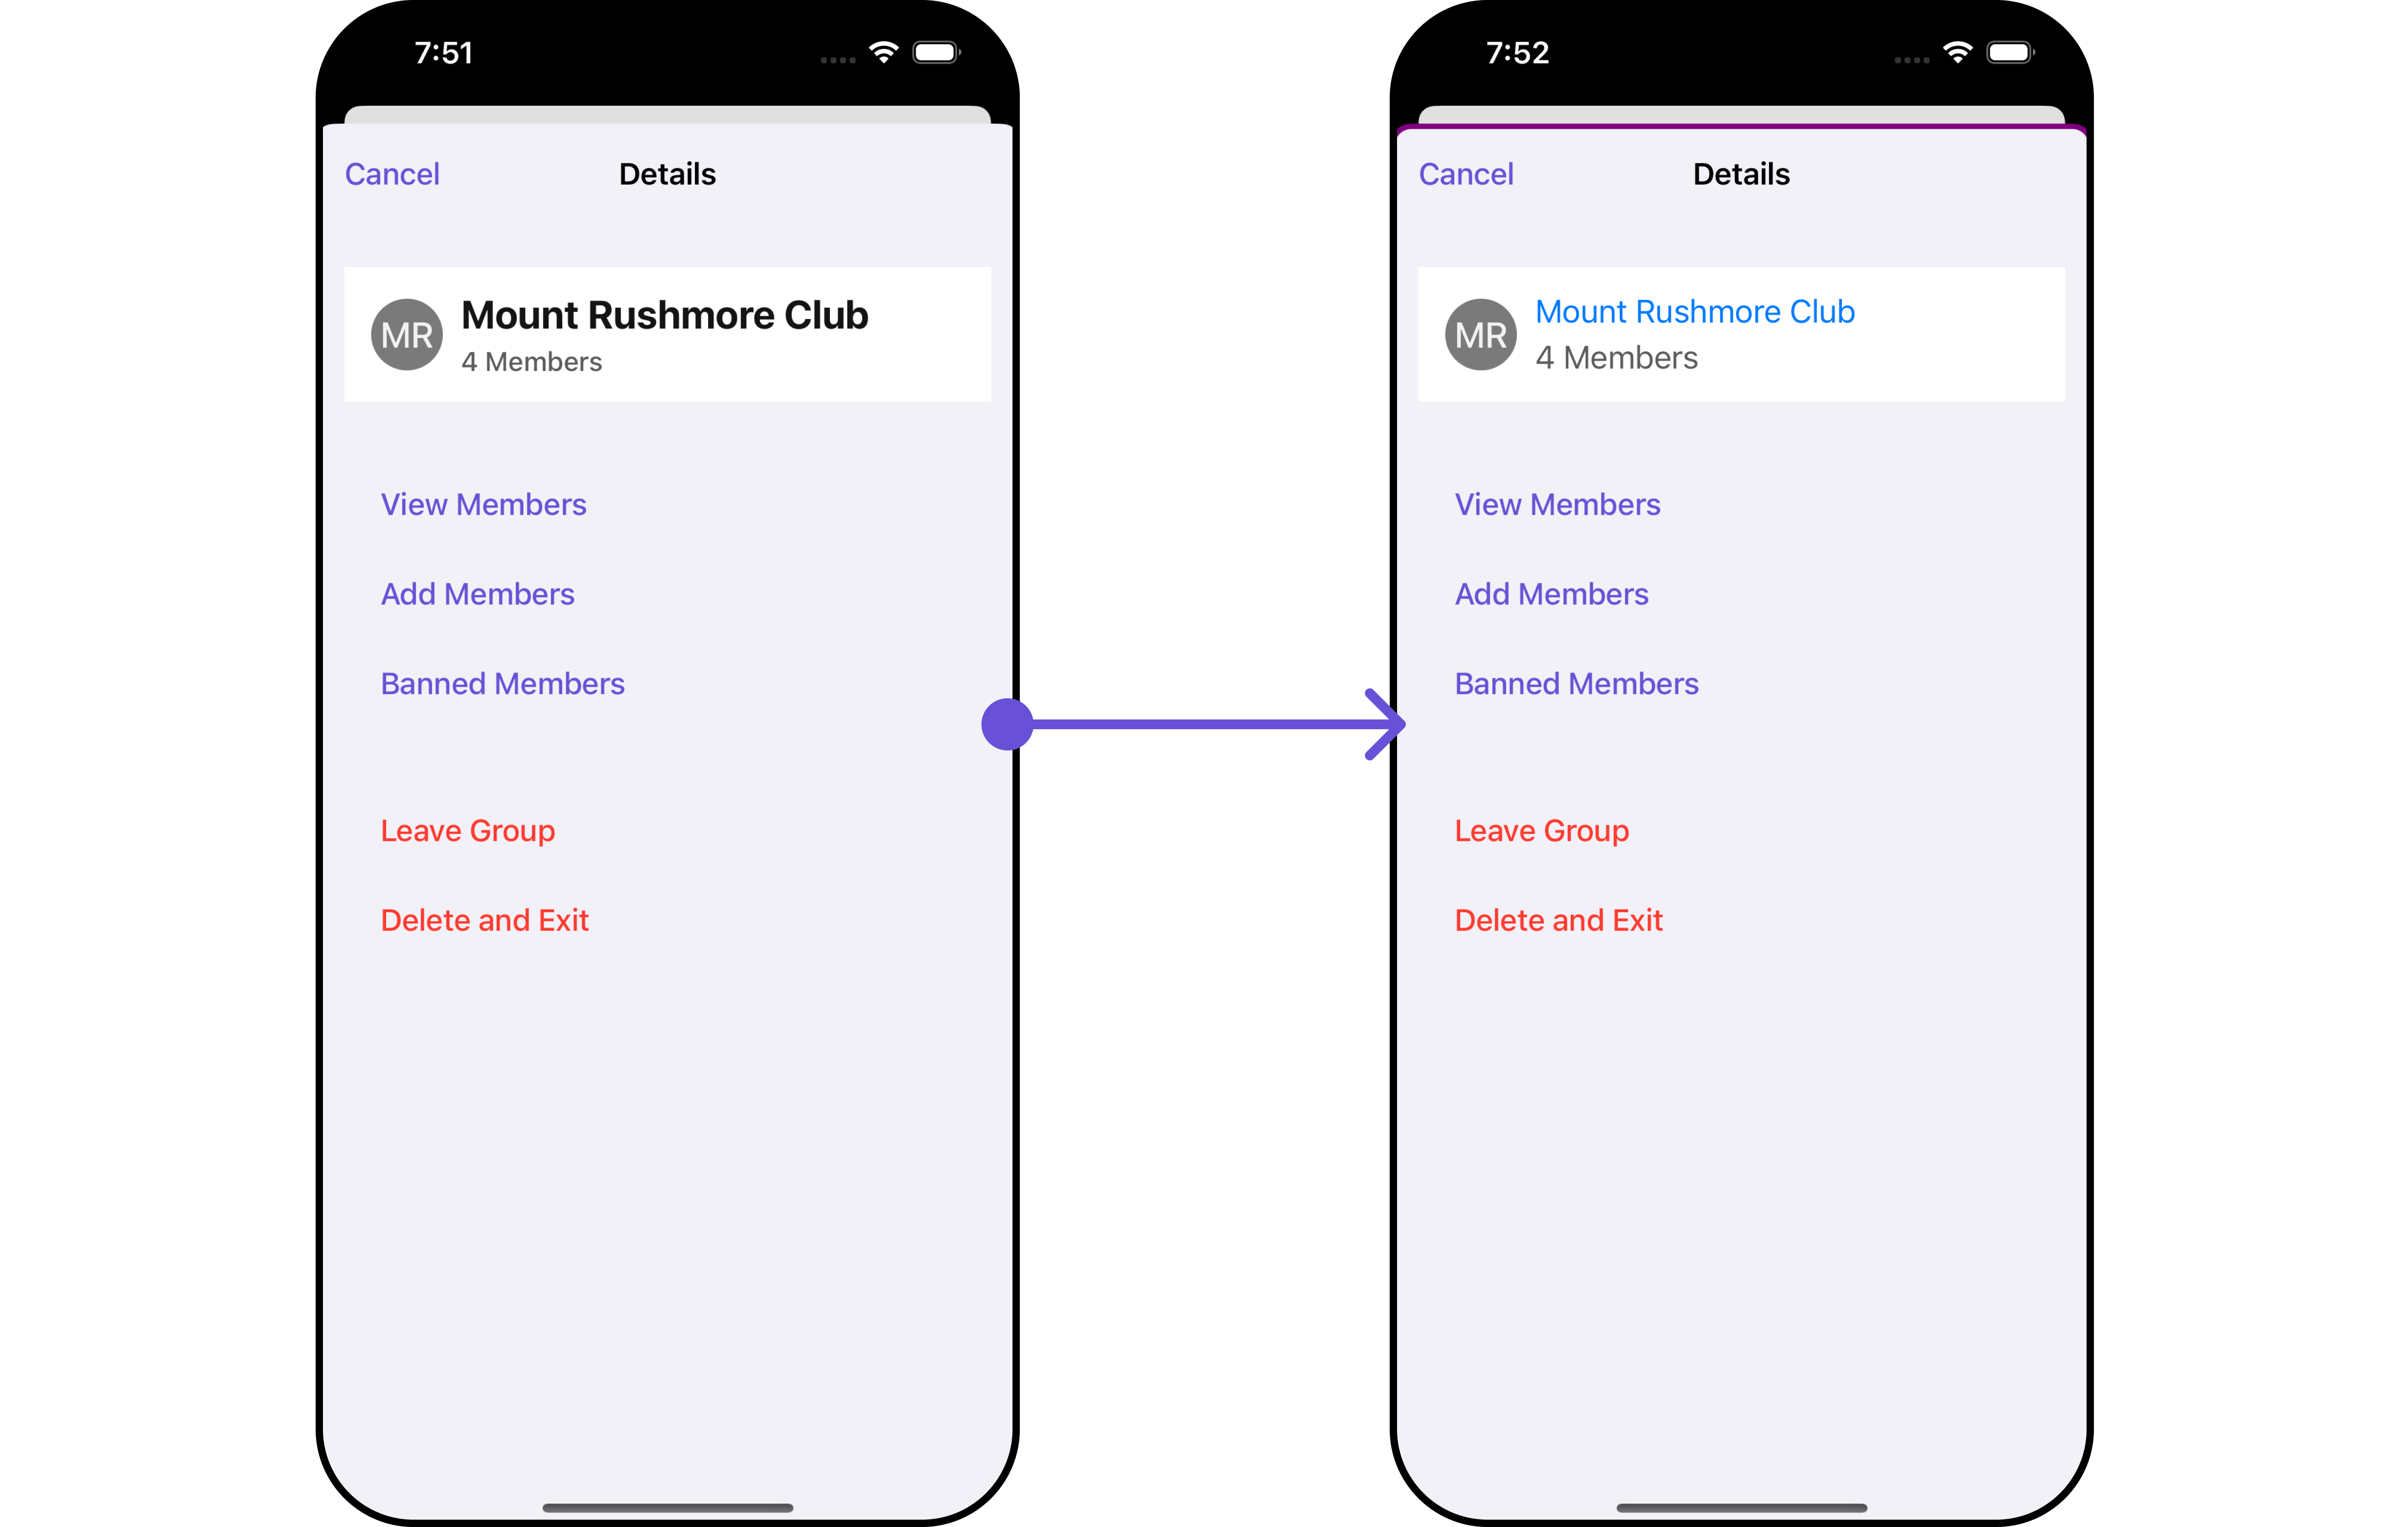 7:51
Cancel
Details
MR
Mount Rushmore Club
4 Members
View Members
Add Members
Banned Members
Leave Group
Delete and Exit
7:52
Cancel
Details
MR
Mount Rushmore Club
4 Members
View Members
Add Members
Banned Members
Leave Group
Delete and Exit